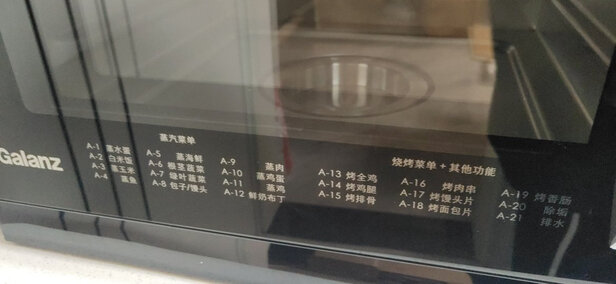 Galanz
蒸汽菜单
A-1 蒸水蛋
A-2 白米饭
A-3 蒸玉米
A-4 蒸鱼
A-5 蒸海鲜
A-6 根茎蔬菜
A-7 绿叶蔬菜
A-8 包子/馒头
A-9 蒸肉
A-10 蒸鸡蛋
A-11 蒸鸡
A-12 鲜奶布丁
烧烤菜单+其他功能
A-13 烤全鸡
A-14 烤鸡腿
A-15 烤排骨
A-16 烤肉串
A-17 烤馒头片
A-18 烤面包片
A-19 烤香肠
A-20 除垢
A-21 排水